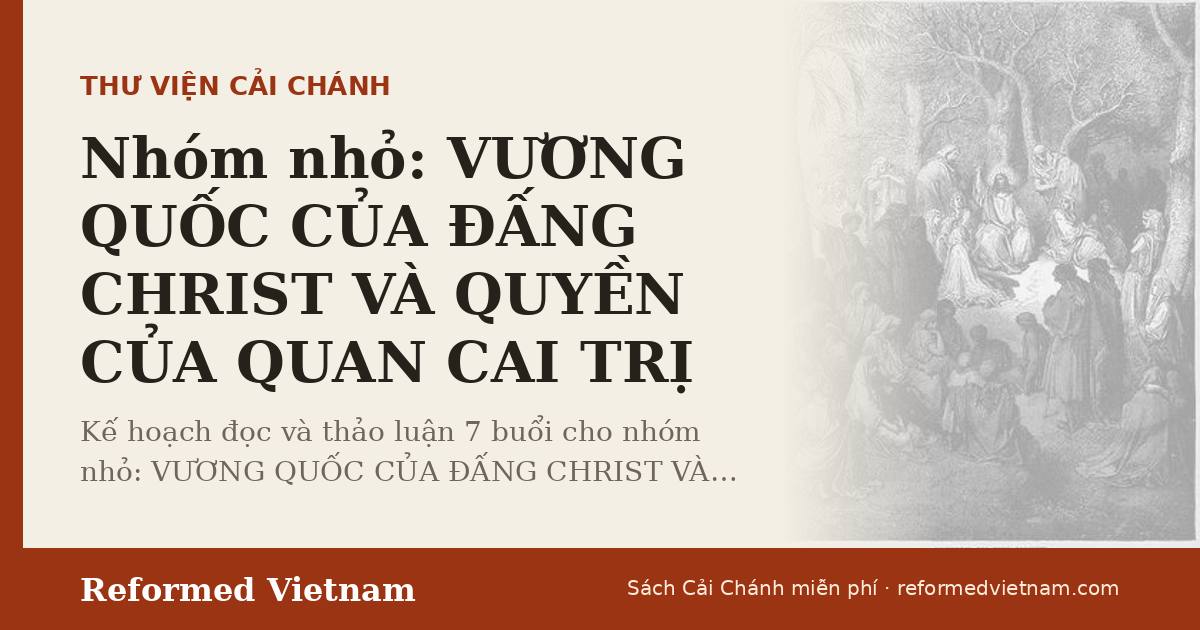 THƯ VIỆN CẢI CHÁNH
Nhóm nhỏ: VƯƠNG
QUỐC CỦA ĐẤNG
CHRIST VÀ QUYỀN
CỦA QUAN CAI TRỊ
Kế hoạch đọc và thảo luận 7 buổi cho nhóm
nhỏ: VƯƠNG QUỐC CỦA ĐẤNG CHRIST VÀ...
Reformed Vietnam
Sách Cải Chánh miễn phí · reformedvietnam.com